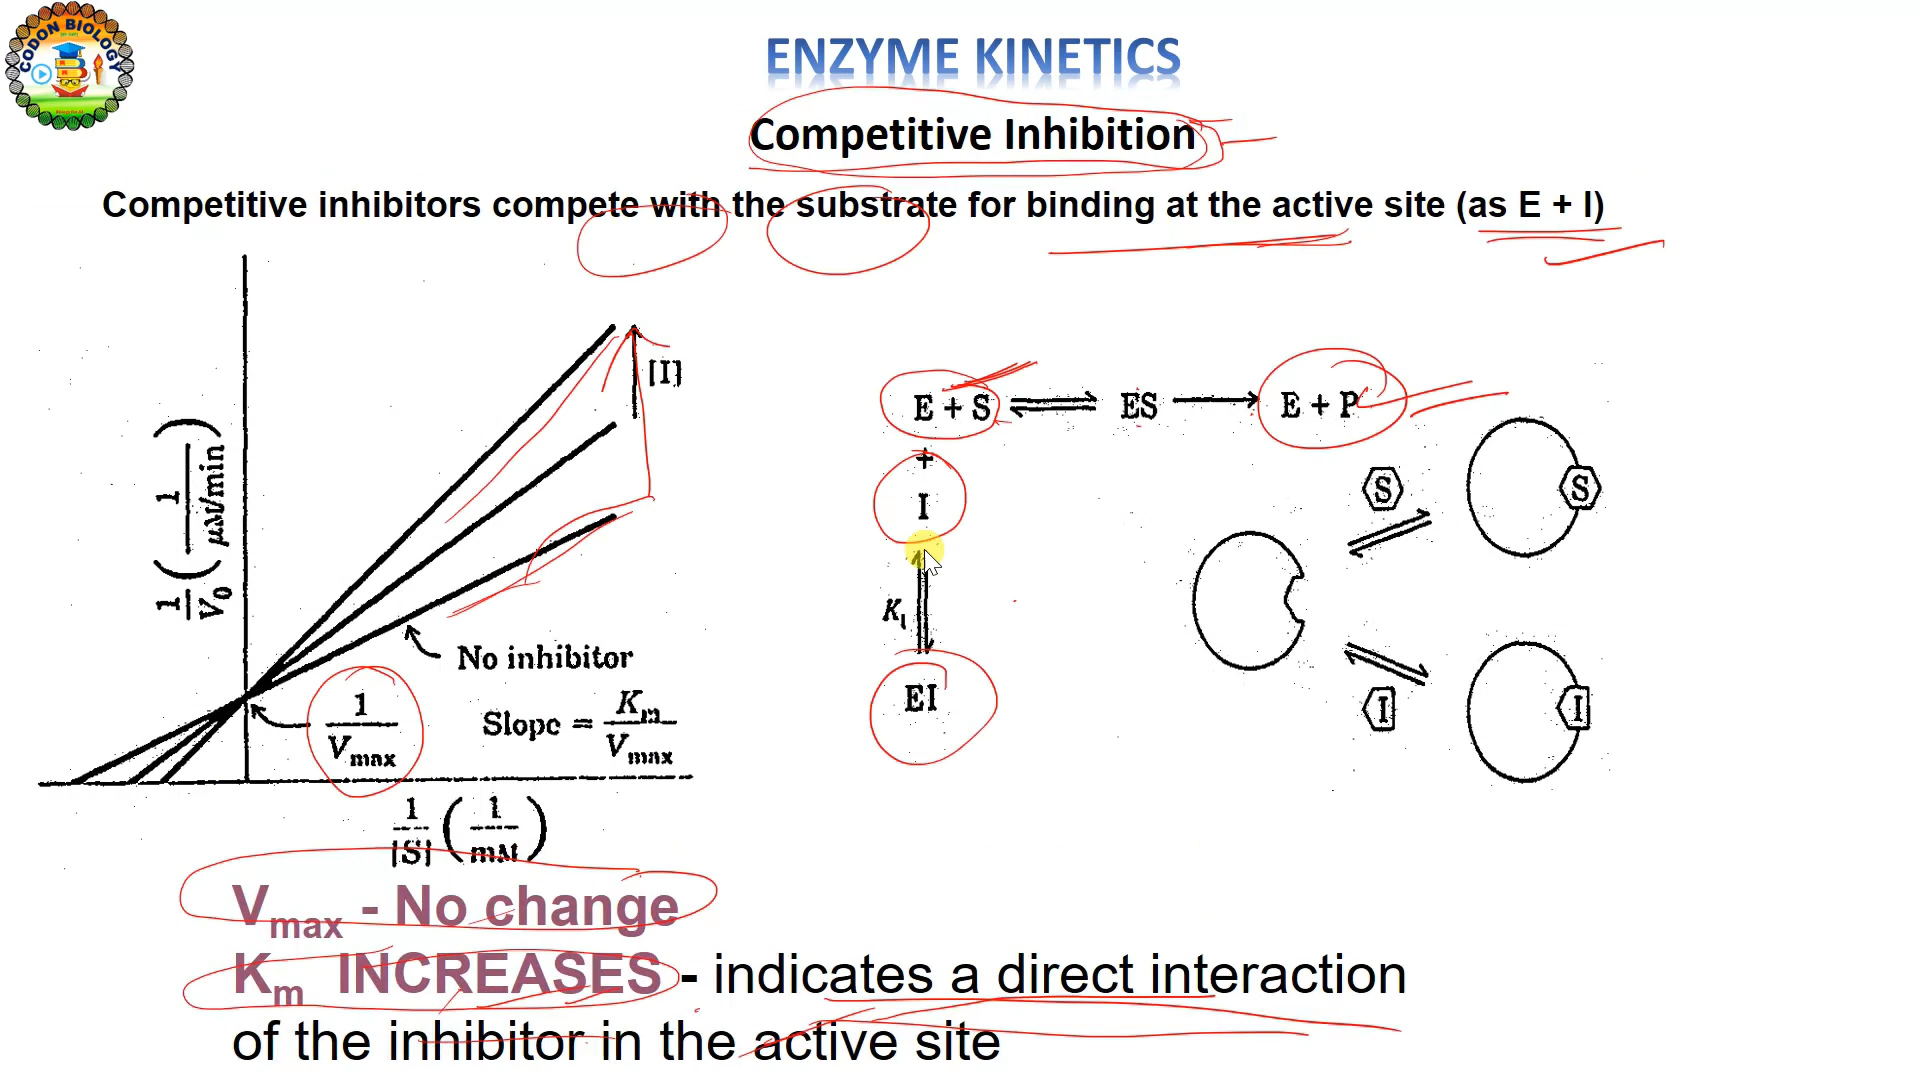 CODON BIOLOGY
ENZYME KINETICS
Competitive Inhibition
Competitive inhibitors compete with the substrate for binding at the active site (as E + I)
[I]
1/V0 (1/µM/min)
No inhibitor
1/Vmax
Slope = Km/Vmax
1/[S] (1/mM)
E + S ⇌ ES → E + P
+
I
KI
EI
S
S
I
I
Vmax - No change
Km INCREASES - indicates a direct interaction
of the inhibitor in the active site